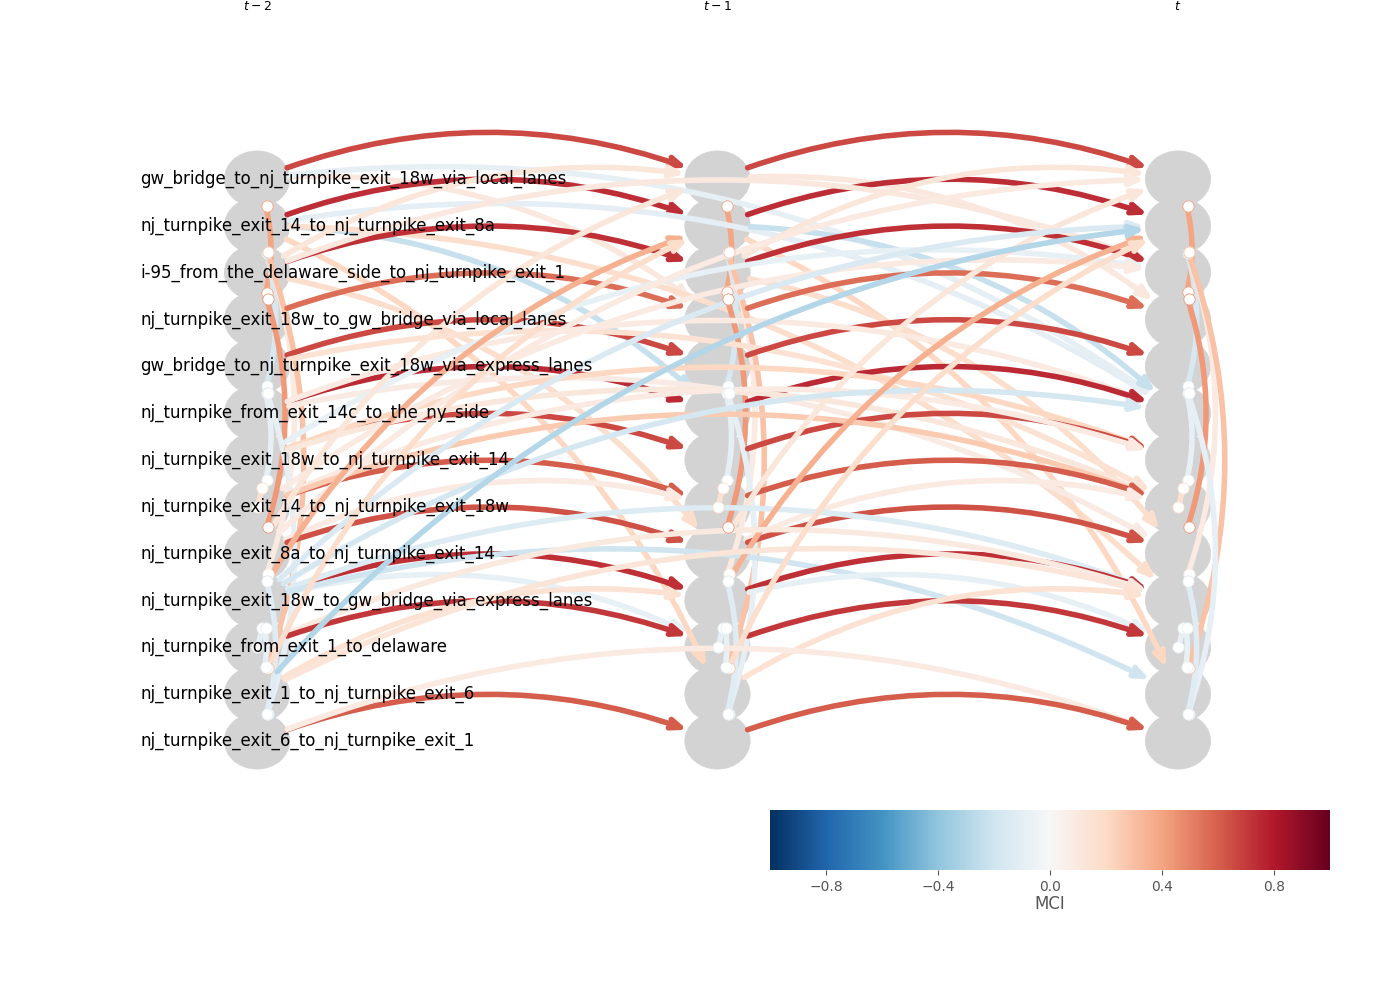 t − 2 t − 1 t
gw_bridge_to_nj_turnpike_exit_18w_via_local_lanes
nj_turnpike_exit_14_to_nj_turnpike_exit_8a
i-95_from_the_delaware_side_to_nj_turnpike_exit_1
nj_turnpike_exit_18w_to_gw_bridge_via_local_lanes
gw_bridge_to_nj_turnpike_exit_18w_via_express_lanes
nj_turnpike_from_exit_14c_to_the_ny_side
nj_turnpike_exit_18w_to_nj_turnpike_exit_14
nj_turnpike_exit_14_to_nj_turnpike_exit_18w
nj_turnpike_exit_8a_to_nj_turnpike_exit_14
nj_turnpike_exit_18w_to_gw_bridge_via_express_lanes
nj_turnpike_from_exit_1_to_delaware
nj_turnpike_exit_1_to_nj_turnpike_exit_6
nj_turnpike_exit_6_to_nj_turnpike_exit_1
−0.8 −0.4 0.0 0.4 0.8
MCI